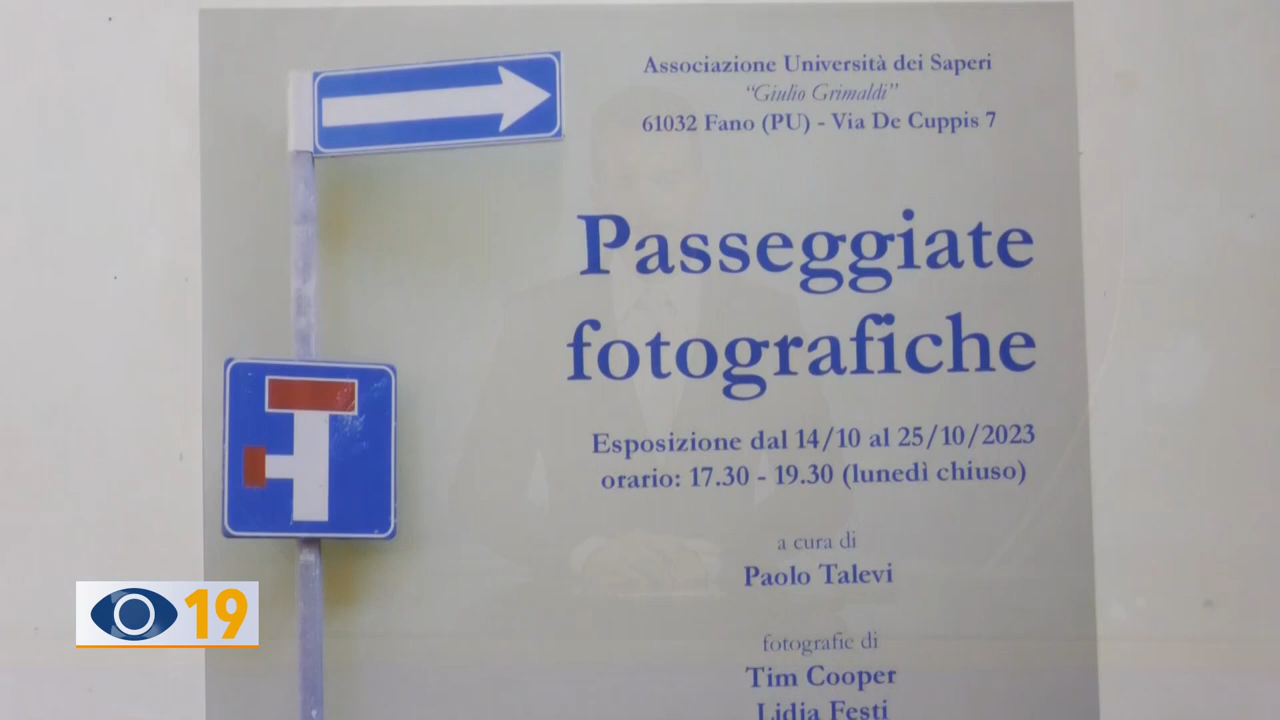 Associazione Università dei Saperi
“Giulio Grimaldi”
61032 Fano (PU) - Via De Cuppis 7
Passeggiate
fotografiche
Esposizione dal 14/10 al 25/10/2023
orario: 17.30 - 19.30 (lunedì chiuso)
a cura di
Paolo Talevi
fotografie di
Tim Cooper
Lidia Festi
19